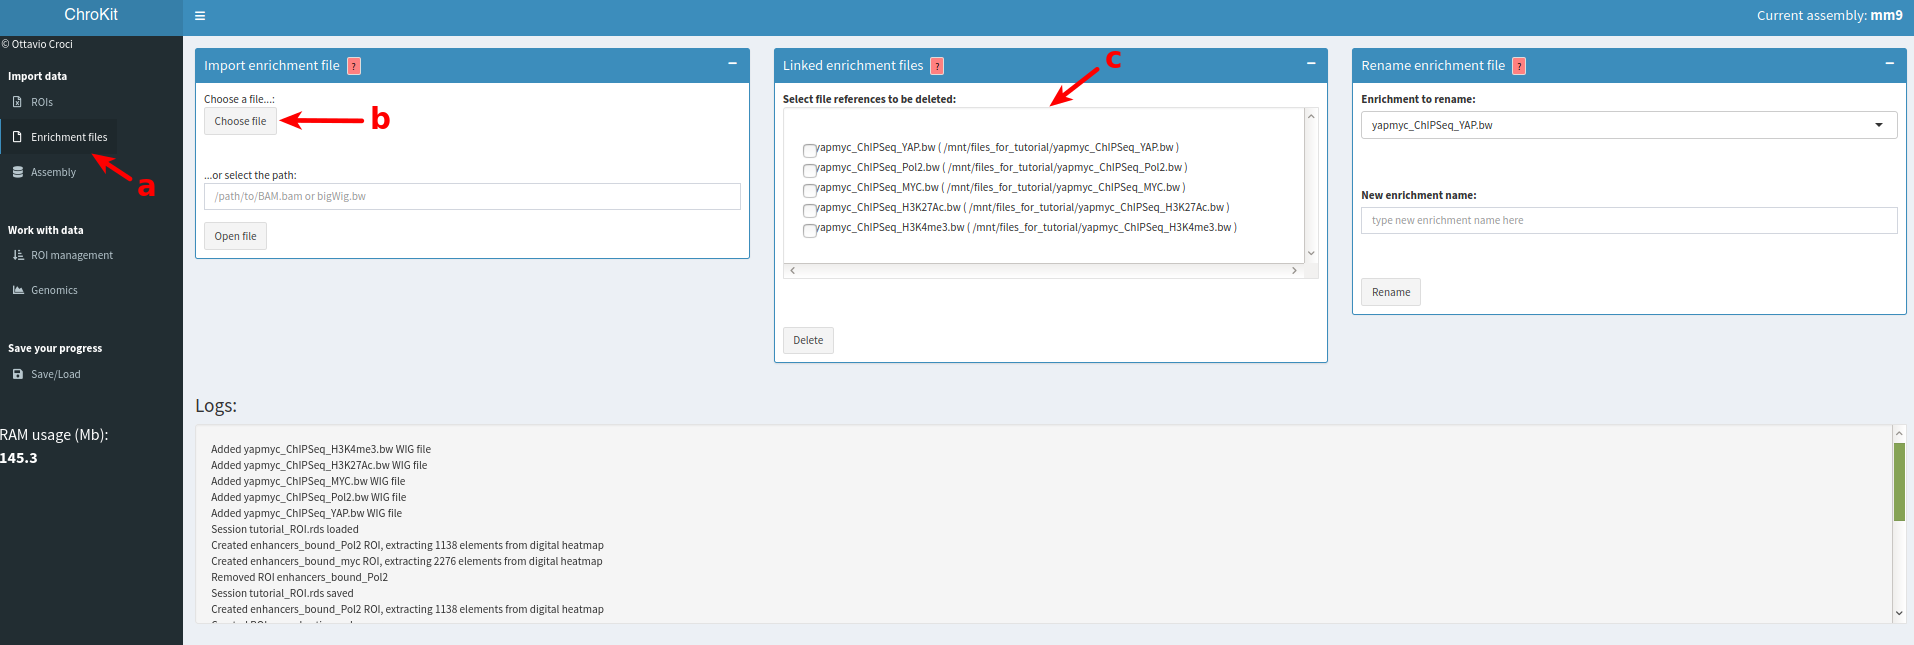 ChroKit
Current assembly: mm9
© Ottavio Croci
Import data
ROIs
Enrichment files
Assembly
Work with data
ROI management
Genomics
Save your progress
Save/Load
RAM usage (Mb):
145.3
a
Import enrichment file ?
Choose a file...:
Choose file
b
...or select the path:
/path/to/BAM.bam or bigWig.bw
Open file
Linked enrichment files ?
c
Select file references to be deleted:
yapmyc_ChIPSeq_YAP.bw ( /mnt/files_for_tutorial/yapmyc_ChIPSeq_YAP.bw )
yapmyc_ChIPSeq_Pol2.bw ( /mnt/files_for_tutorial/yapmyc_ChIPSeq_Pol2.bw )
yapmyc_ChIPSeq_MYC.bw ( /mnt/files_for_tutorial/yapmyc_ChIPSeq_MYC.bw )
yapmyc_ChIPSeq_H3K27Ac.bw ( /mnt/files_for_tutorial/yapmyc_ChIPSeq_H3K27Ac.bw )
yapmyc_ChIPSeq_H3K4me3.bw ( /mnt/files_for_tutorial/yapmyc_ChIPSeq_H3K4me3.bw )
Delete
Rename enrichment file ?
Enrichment to rename:
yapmyc_ChIPSeq_YAP.bw
New enrichment name:
type new enrichment name here
Rename
Logs:
Added yapmyc_ChIPSeq_H3K4me3.bw WIG file
Added yapmyc_ChIPSeq_H3K27Ac.bw WIG file
Added yapmyc_ChIPSeq_MYC.bw WIG file
Added yapmyc_ChIPSeq_Pol2.bw WIG file
Added yapmyc_ChIPSeq_YAP.bw WIG file
Session tutorial_ROI.rds loaded
Created enhancers_bound_Pol2 ROI, extracting 1138 elements from digital heatmap
Created enhancers_bound_myc ROI, extracting 2276 elements from digital heatmap
Removed ROI enhancers_bound_Pol2
Session tutorial_ROI.rds saved
Created enhancers_bound_Pol2 ROI, extracting 1138 elements from digital heatmap